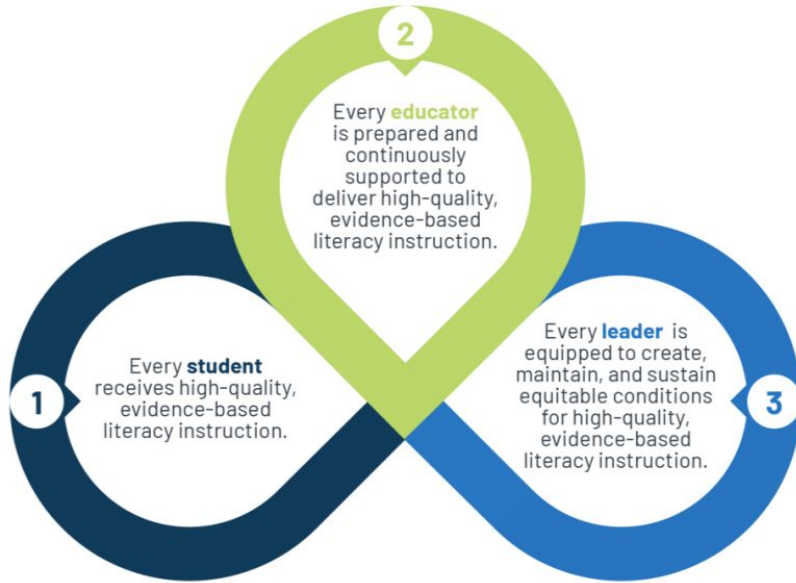 1
Every student
receives high-quality,
evidence-based
literacy instruction.
2
Every educator
is prepared and
continuously
supported to
deliver high-quality,
evidence-based
literacy instruction.
3
Every leader is
equipped to create,
maintain, and sustain
equitable conditions
for high-quality,
evidence-based
literacy instruction.